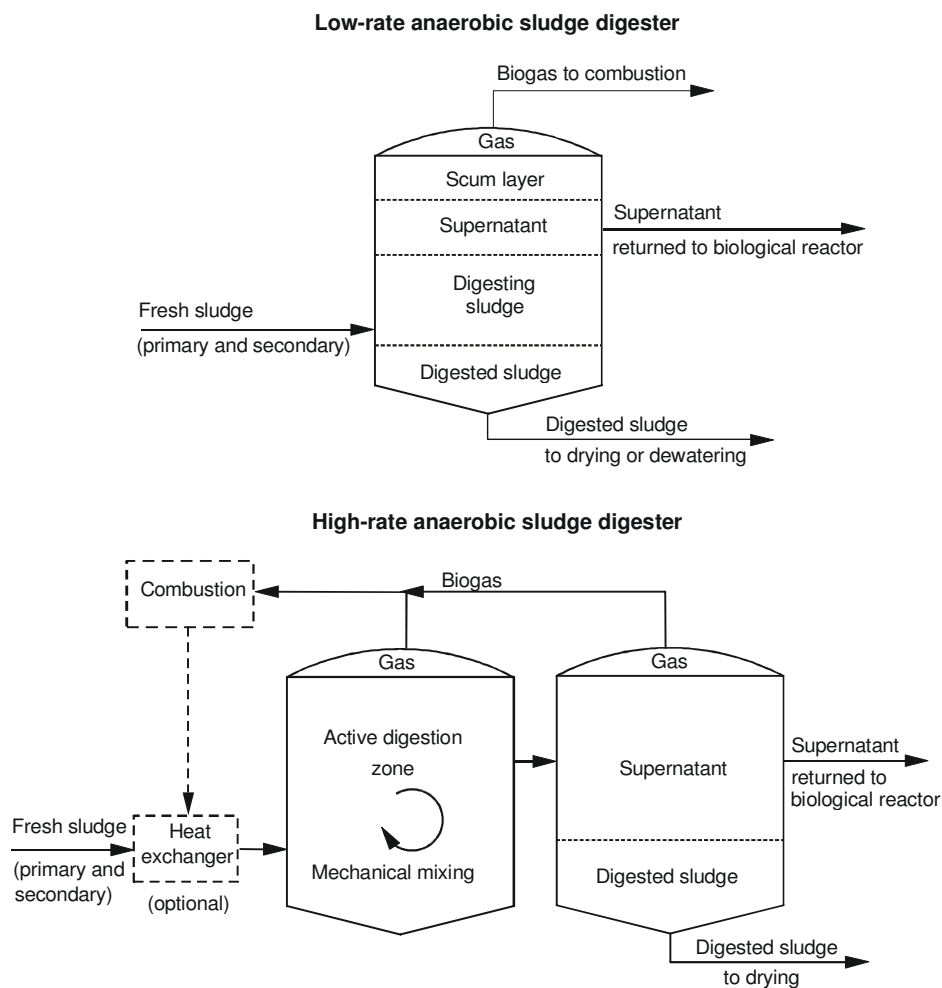 Low-rate anaerobic sludge digester
Biogas to combustion
Gas
Scum layer
Supernatant
Supernatant
returned to biological reactor
Digesting
sludge
Fresh sludge
(primary and secondary)
Digested sludge
Digested sludge
to drying or dewatering
High-rate anaerobic sludge digester
Combustion
Biogas
Gas
Gas
Active digestion
zone
Mechanical mixing
Supernatant
Supernatant
returned to
biological reactor
Fresh sludge
(primary and
secondary)
Heat
exchanger
(optional)
Digested sludge
Digested sludge
to drying